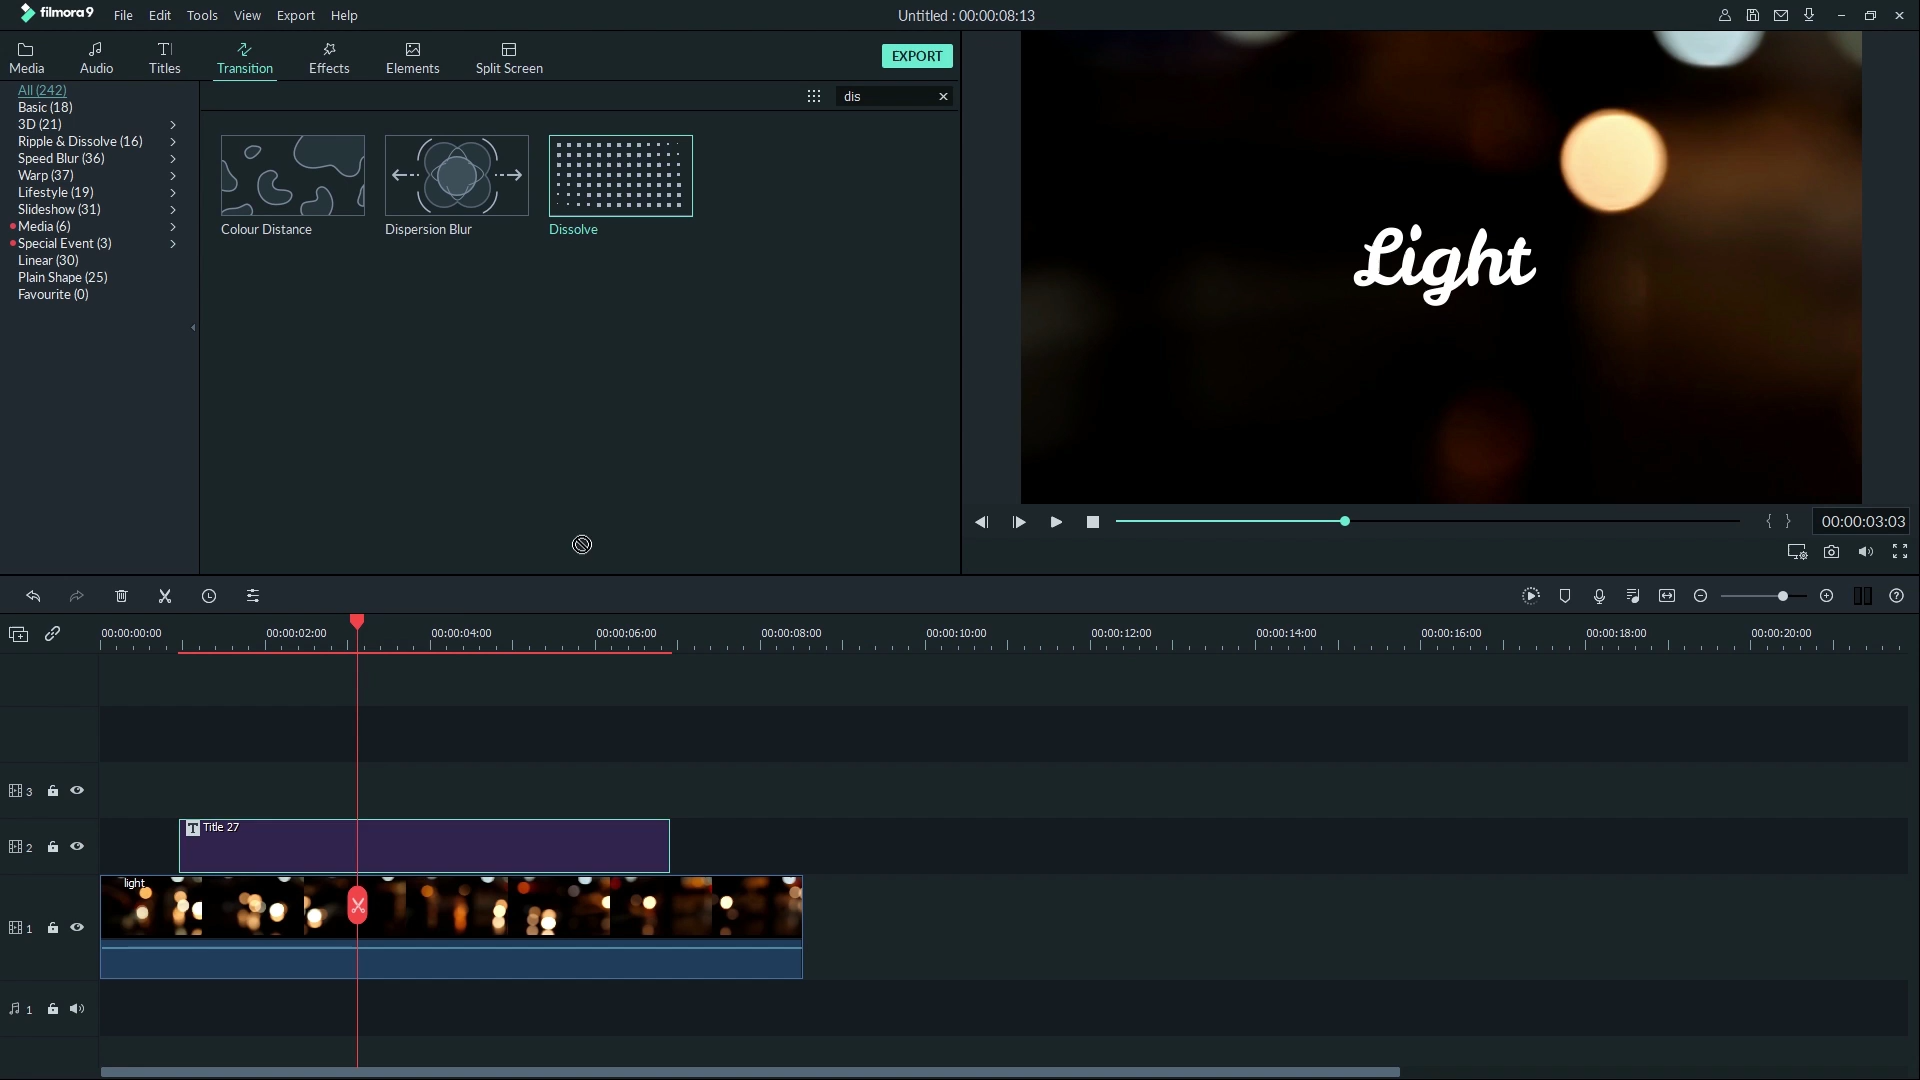 filmora9 File Edit Tools View Export Help Untitled : 00:00:08:13
Media Audio Titles Transition Effects Elements Split Screen EXPORT
All (242)
Basic (18)
3D (21)
Ripple & Dissolve (16)
Speed Blur (36)
Warp (37)
Lifestyle (19)
Slideshow (31)
Media (6)
Special Event (3)
Linear (30)
Plain Shape (25)
Favourite (0)
dis
Colour Distance Dispersion Blur Dissolve
Light
00:00:03:03
00:00:00:00 00:00:02:00 00:00:04:00 00:00:06:00 00:00:08:00 00:00:10:00 00:00:12:00 00:00:14:00 00:00:16:00 00:00:18:00 00:00:20:00
3
2 T Title 27
light
1
1